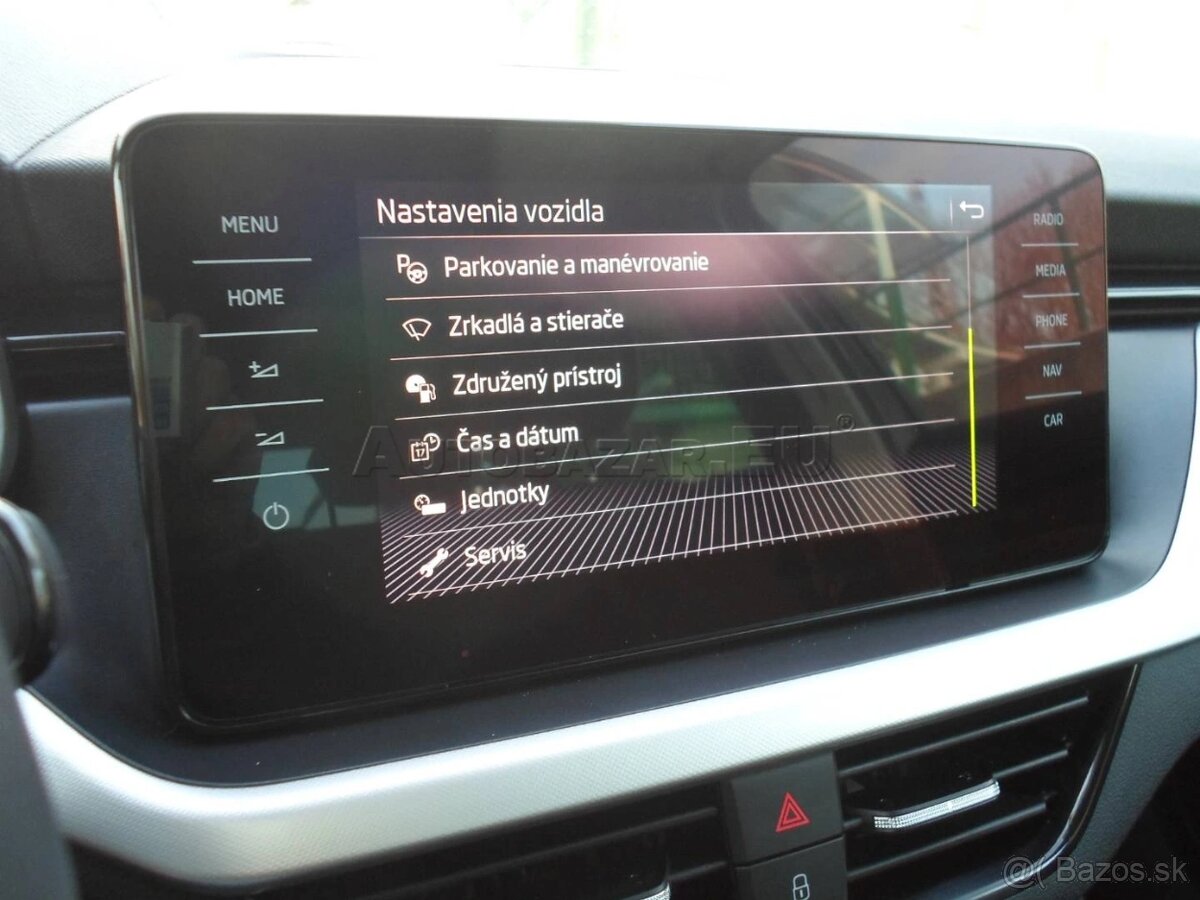 Nastavenia vozidla
MENU
HOME
Parkovanie a manévrovanie
Zrkadlá a stierače
Združený prístroj
Čas a dátum
Jednotky
Servis
RADIO
MEDIA
PHONE
NAV
CAR
AUTOBAZAR.EU®
@( Bazos.sk